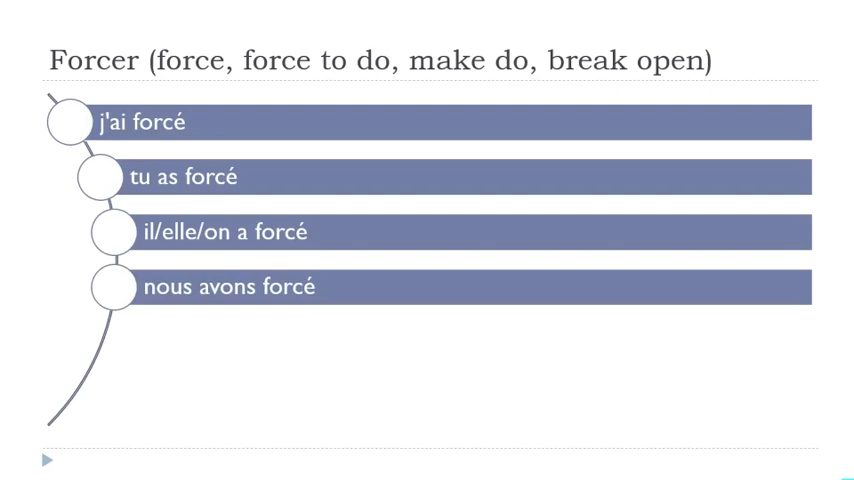 Forcer (force, force to do, make do, break open)
j'ai forcé
tu as forcé
il/elle/on a forcé
nous avons forcé